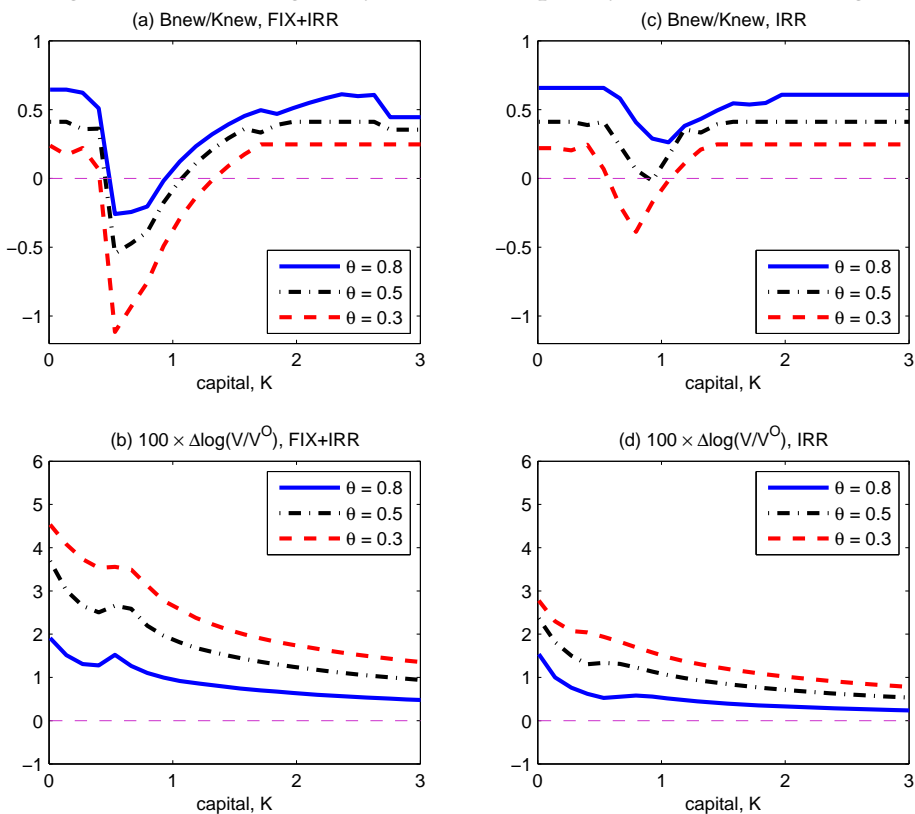 (a) Bnew/Knew, FIX+IRR
1
0.5
0
−0.5
−1
θ = 0.8
θ = 0.5
θ = 0.3
0 1 2 3
capital, K
(c) Bnew/Knew, IRR
1
0.5
0
−0.5
−1
θ = 0.8
θ = 0.5
θ = 0.3
0 1 2 3
capital, K
(b) 100 × Δlog(V/V^O), FIX+IRR
6
5
4
3
2
1
0
−1
θ = 0.8
θ = 0.5
θ = 0.3
0 1 2 3
capital, K
(d) 100 × Δlog(V/V^O), IRR
6
5
4
3
2
1
0
−1
θ = 0.8
θ = 0.5
θ = 0.3
0 1 2 3
capital, K